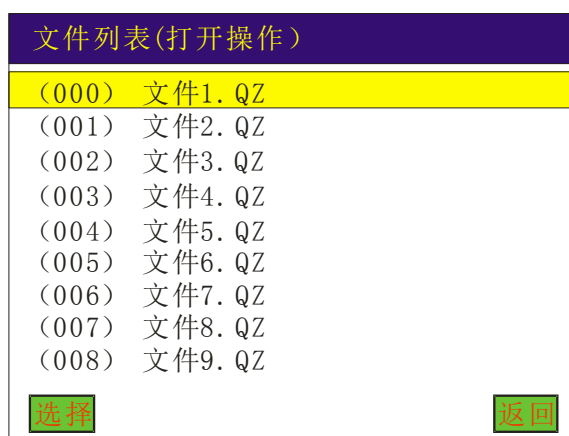 文件列表(打开操作）
（000） 文件1.QZ
（001） 文件2.QZ
（002） 文件3.QZ
（003） 文件4.QZ
（004） 文件5.QZ
（005） 文件6.QZ
（006） 文件7.QZ
（007） 文件8.QZ
（008） 文件9.QZ
选择 返回